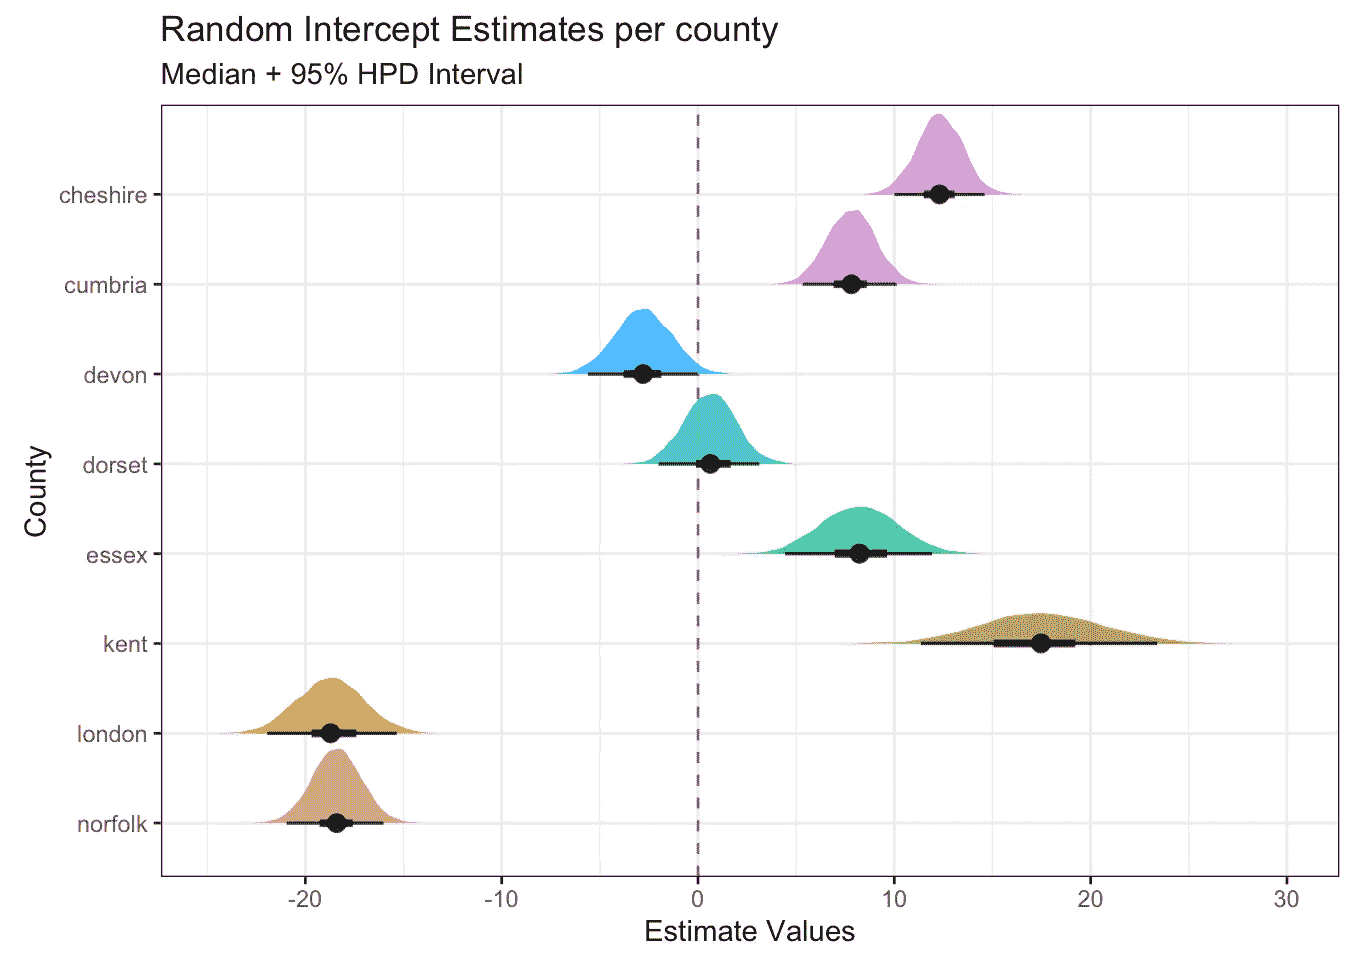 Random Intercept Estimates per county
Median + 95% HPD Interval
County
cheshire
cumbria
devon
dorset
essex
kent
london
norfolk
-20 -10 0 10 20 30
Estimate Values